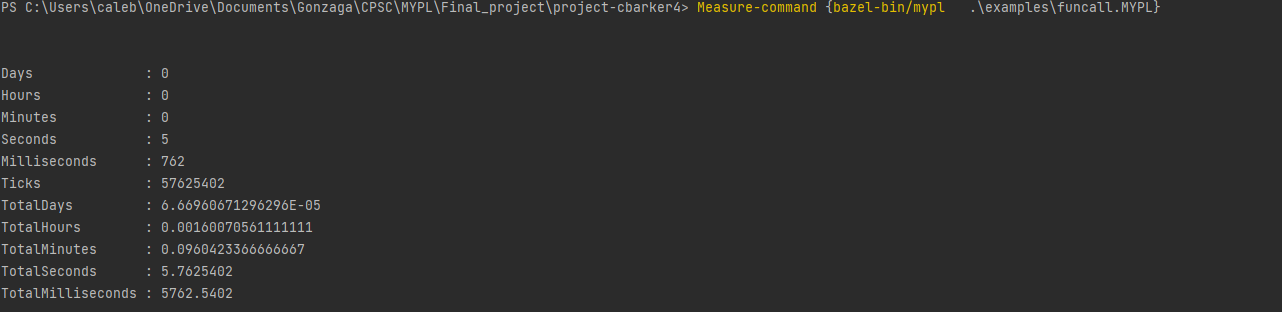 PS C:\Users\caleb\OneDrive\Documents\Gonzaga\CPSC\MYPL\Final_project\project-cbarker4> Measure-command {bazel-bin/mypl   .\examples\funcall.MYPL}
Days              : 0
Hours             : 0
Minutes           : 0
Seconds           : 5
Milliseconds      : 762
Ticks             : 57625402
TotalDays         : 6.66960671296296E-05
TotalHours        : 0.00160070561111111
TotalMinutes      : 0.0960423366666667
TotalSeconds      : 5.7625402
TotalMilliseconds : 5762.5402